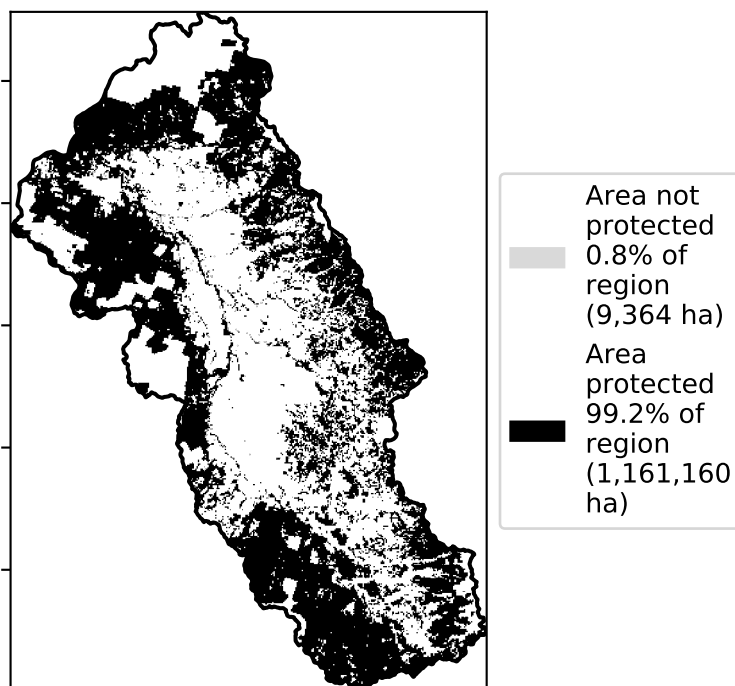 Area not
protected
0.8% of
region
(9,364 ha)
Area
protected
99.2% of
region
(1,161,160
ha)